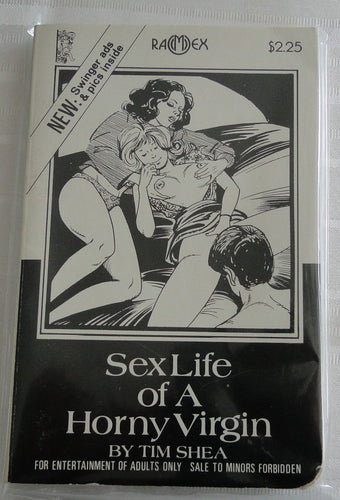 RAMDEX
$2.25
NEW: Swinger ads
& pics inside
Sex Life
of A
Horny Virgin
BY TIM SHEA
FOR ENTERTAINMENT OF ADULTS ONLY SALE TO MINORS FORBIDDEN